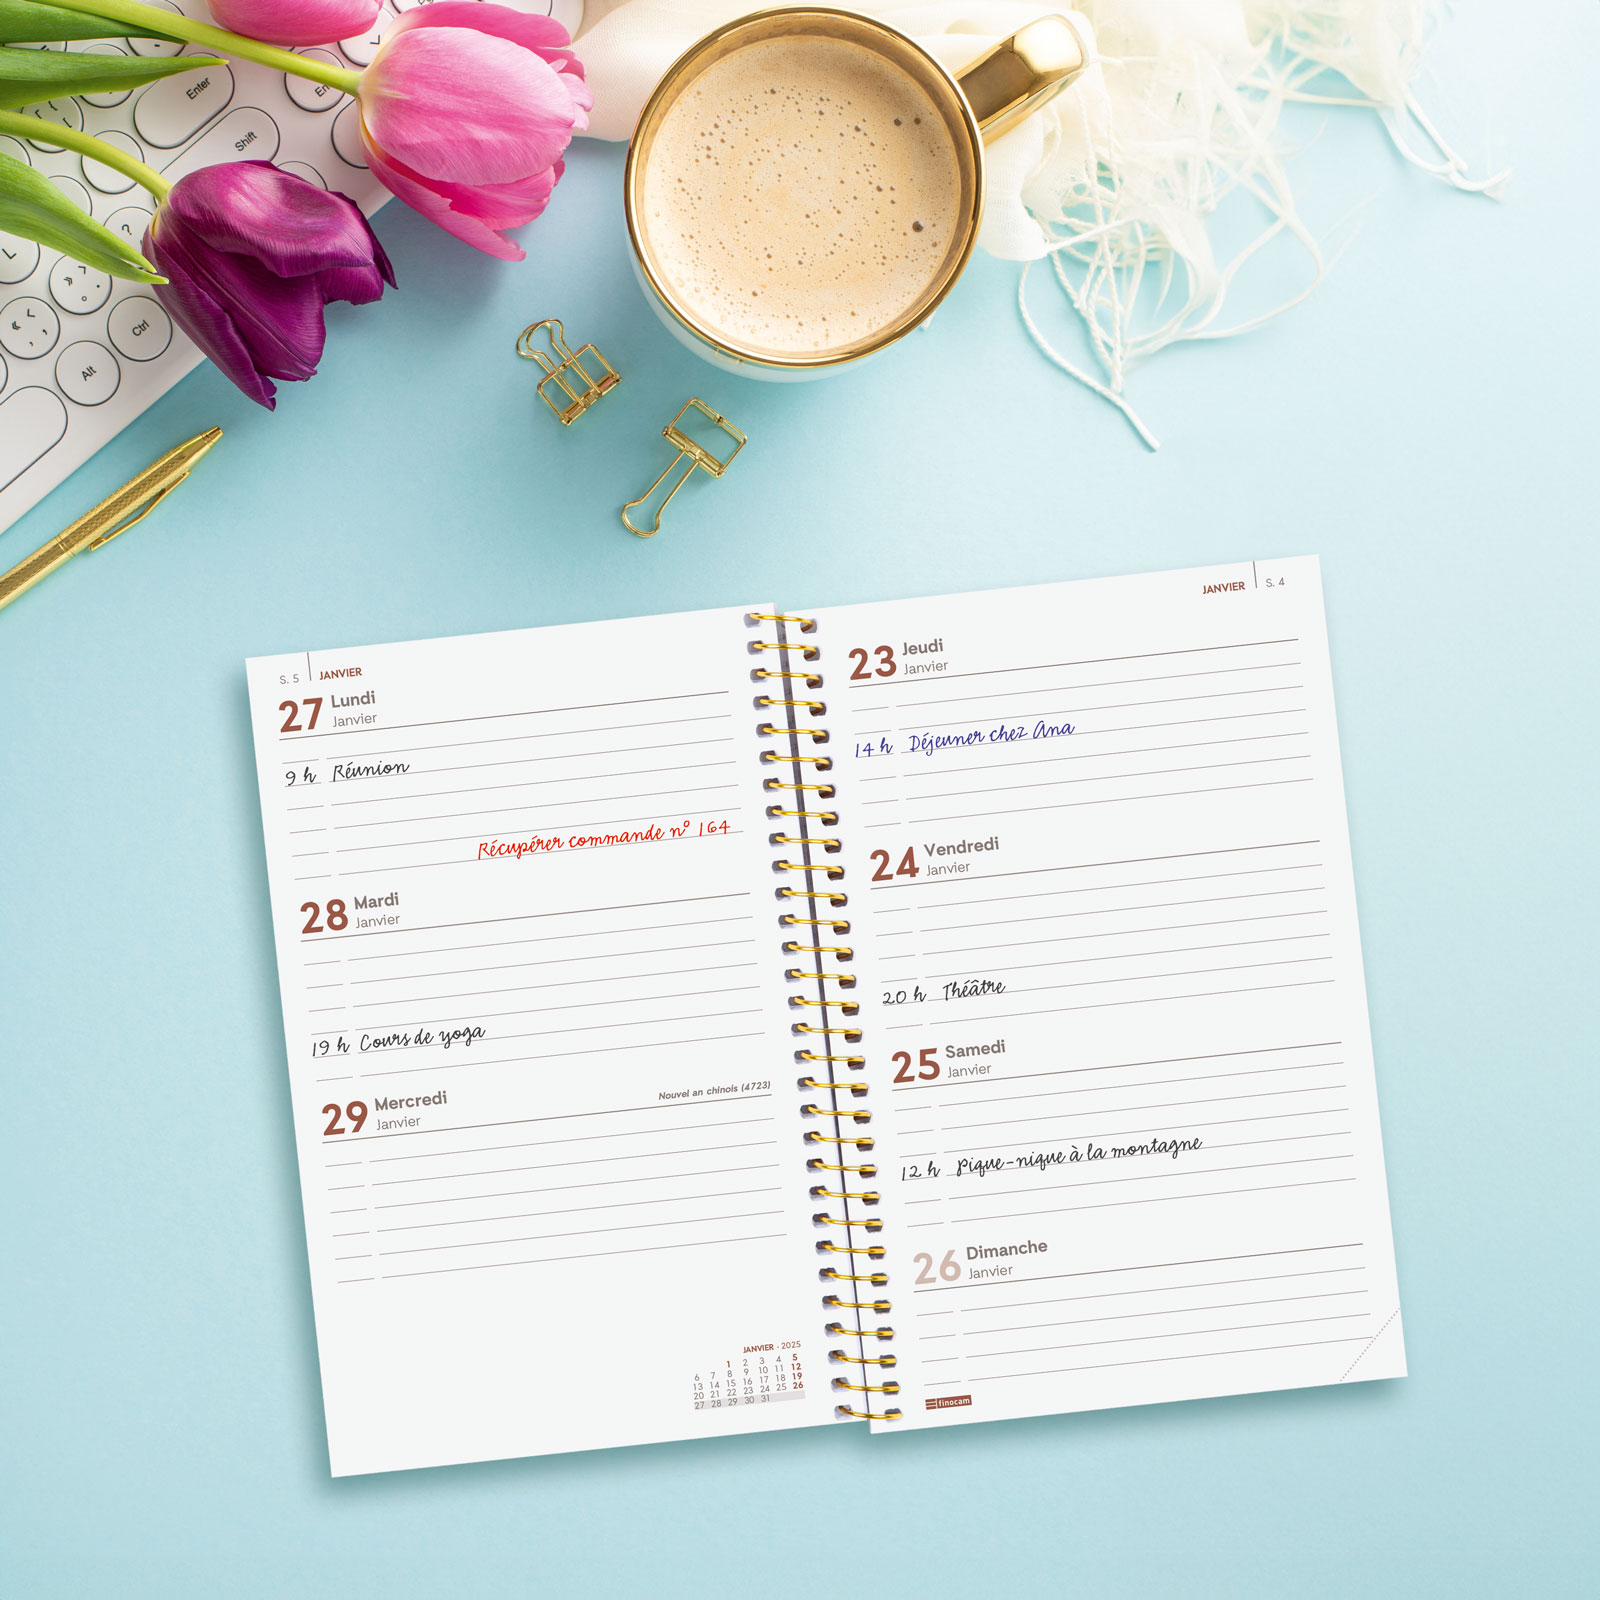 Enter
Shift
Ctrl
Alt
S. 5 JANVIER
27 Lundi
Janvier
9 h Réunion
Récupérer commande nº 164
28 Mardi
Janvier
19 h Cours de yoga
29 Mercredi
Janvier
Nouvel an chinois (4723)
JANVIER - 2025
1 2 3 4 5
6 7 8 9 10 11 12
13 14 15 16 17 18 19
20 21 22 23 24 25 26
27 28 29 30 31
JANVIER S. 4
23 Jeudi
Janvier
14 h Déjeuner chez Ana
24 Vendredi
Janvier
20 h Théâtre
25 Samedi
Janvier
12 h Pique-nique à la montagne
26 Dimanche
Janvier
finocam